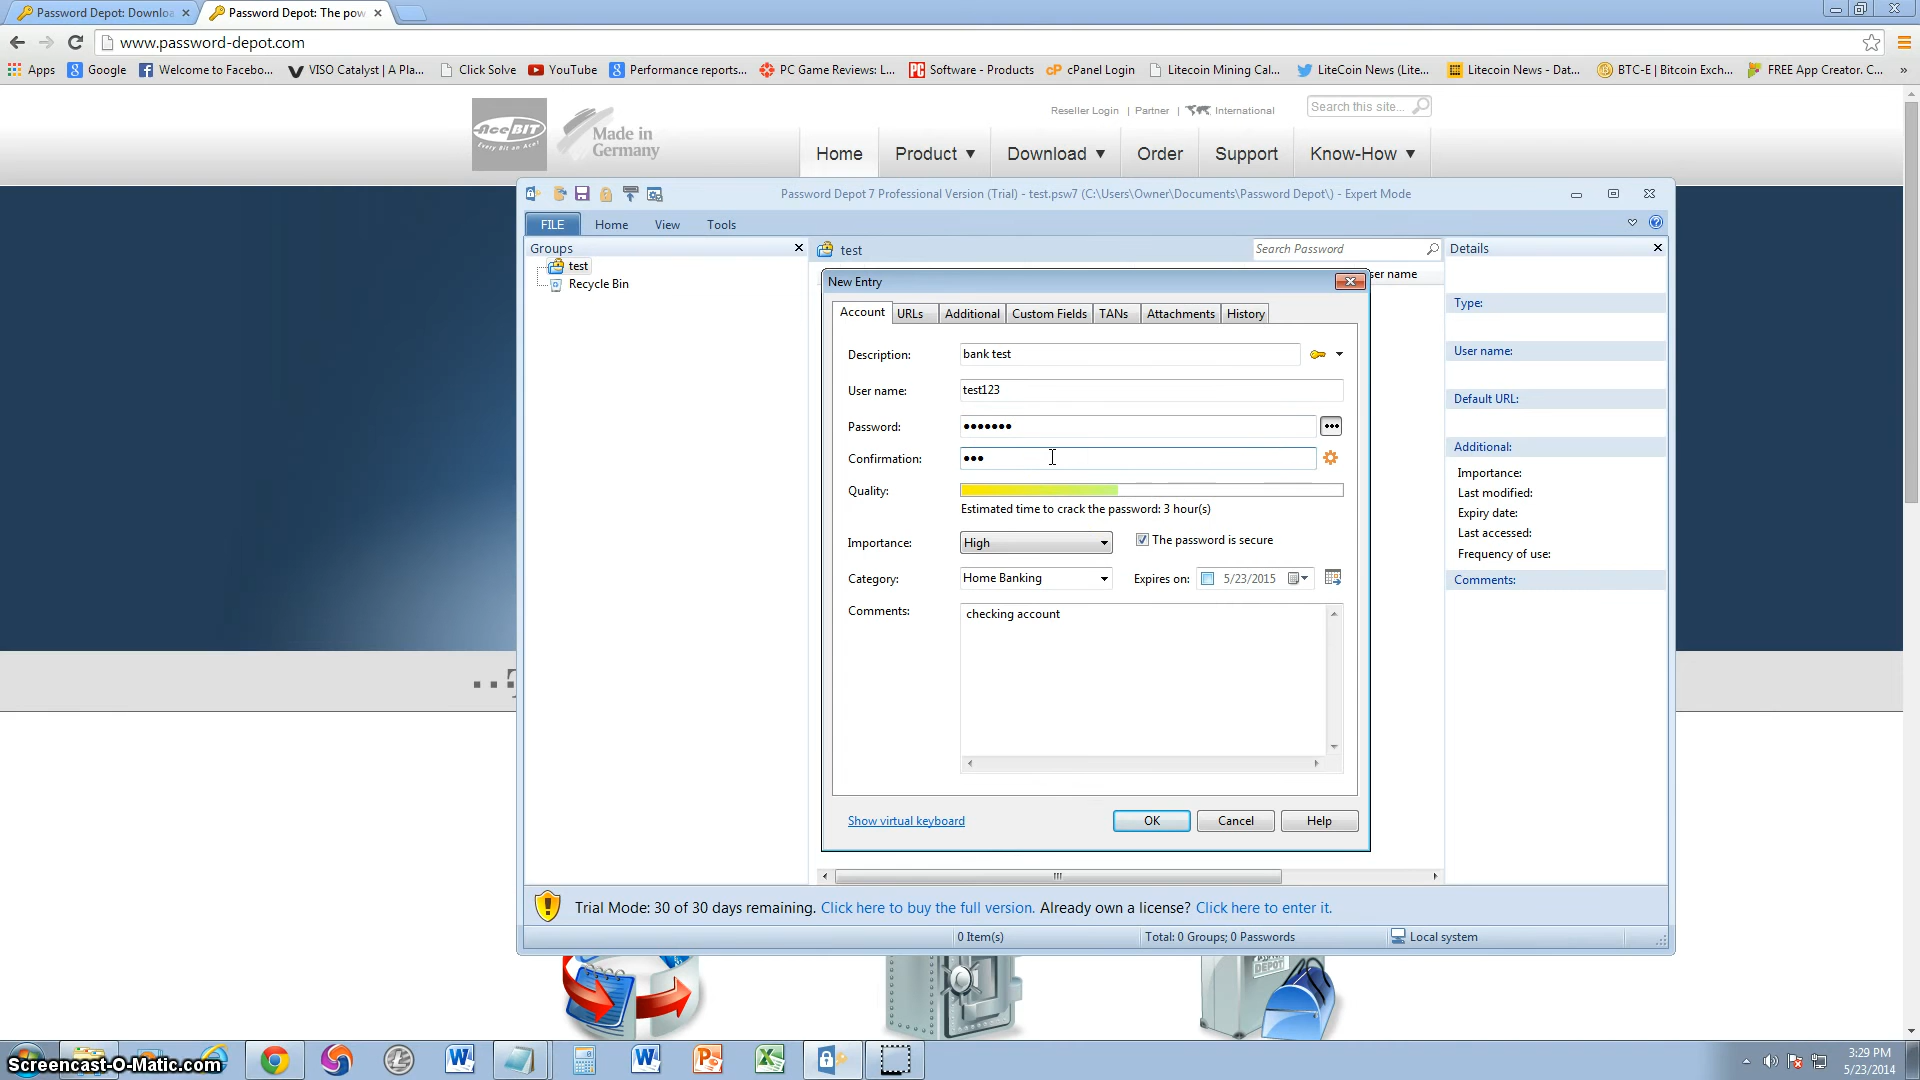 Password Depot: Downloa
Password Depot: The pow
www.password-depot.com
Apps
Google
Welcome to Facebo...
VISO Catalyst | A Pla...
Click Solve
YouTube
Performance reports...
PC Game Reviews: L...
Software - Products
cPanel Login
Litecoin Mining Cal...
LiteCoin News (Lite...
Litecoin News - Dat...
BTC-E | Bitcoin Exch...
FREE App Creator. C...
»
AceBIT
Every Bit an Ace!
Made in
Germany
Reseller Login | Partner | International
Search this site...
Home
Product ▼
Download ▼
Order
Support
Know-How ▼
Password Depot 7 Professional Version (Trial) - test.psw7 (C:\Users\Owner\Documents\Password Depot\) - Expert Mode
FILE
Home
View
Tools
Groups
test
Recycle Bin
test
Search Password
ser name
Details
Type:
User name:
Default URL:
Additional:
Importance:
Last modified:
Expiry date:
Last accessed:
Frequency of use:
Comments:
New Entry
Account
URLs
Additional
Custom Fields
TANs
Attachments
History
Description:
bank test
User name:
test123
Password:
•••••••
Confirmation:
•••
Quality:
Estimated time to crack the password: 3 hour(s)
Importance:
High
The password is secure
Category:
Home Banking
Expires on:
5/23/2015
Comments:
checking account
Show virtual keyboard
OK
Cancel
Help
Trial Mode: 30 of 30 days remaining. Click here to buy the full version. Already own a license? Click here to enter it.
0 Item(s)
Total: 0 Groups; 0 Passwords
Local system
DEPOT
Screencast-O-Matic.com
3:29 PM
5/23/2014